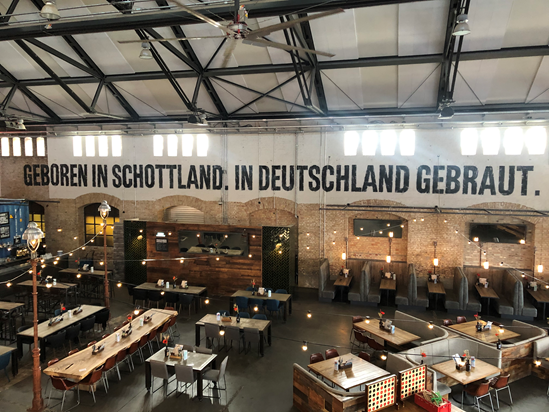 GEBOREN IN SCHOTTLAND. IN DEUTSCHLAND GEBRAUT.